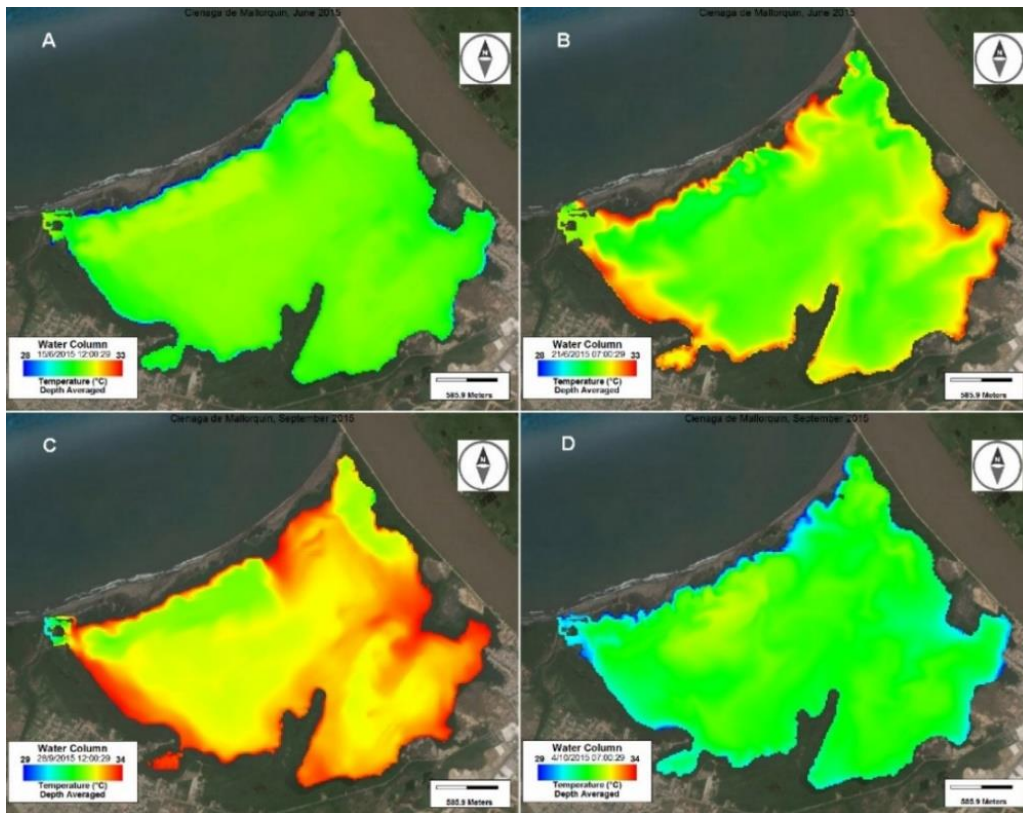 Cienaga de Mallorquin, June 2015
A
N
Water Column
28 15/6/2015 12:00:29 33
Temperature (°C)
Depth Averaged
585.9 Meters
Cienaga de Mallorquin, June 2015
B
N
Water Column
28 21/6/2015 07:00:29 33
Temperature (°C)
Depth Averaged
585.9 Meters
Cienaga de Mallorquin, September 2015
C
N
Water Column
29 28/9/2015 12:00:29 34
Temperature (°C)
Depth Averaged
585.9 Meters
Cienaga de Mallorquin, September 2015
D
N
Water Column
29 4/10/2015 07:00:29 34
Temperature (°C)
Depth Averaged
585.9 Meters